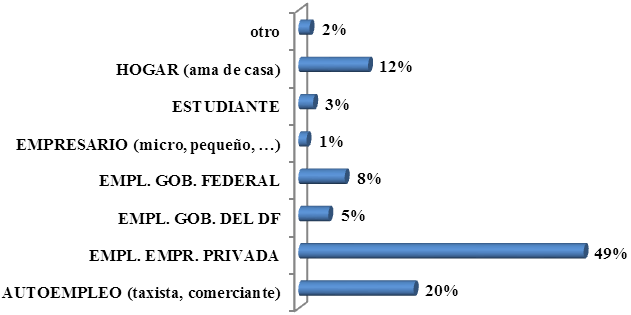 otro 2%
HOGAR (ama de casa) 12%
ESTUDIANTE 3%
EMPRESARIO (micro, pequeño, …) 1%
EMPL. GOB. FEDERAL 8%
EMPL. GOB. DEL DF 5%
EMPL. EMPR. PRIVADA 49%
AUTOEMPLEO (taxista, comerciante) 20%